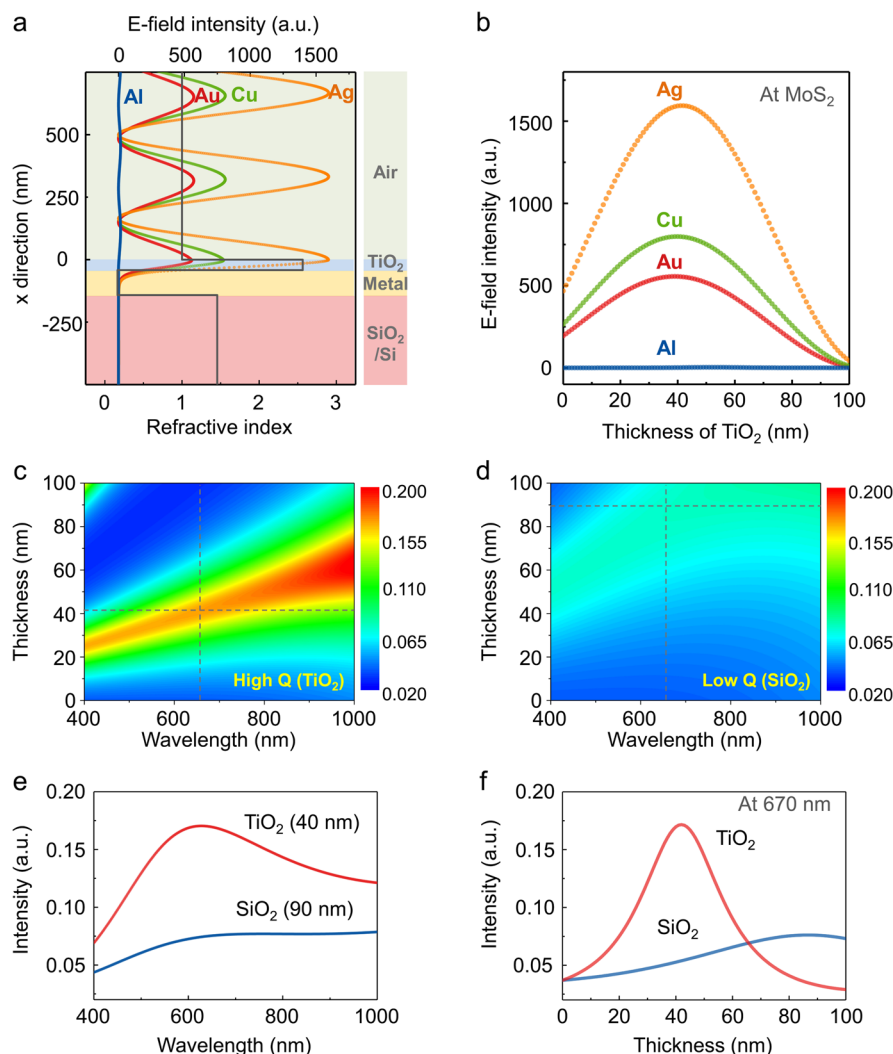 a
E-field intensity (a.u.)
0 500 1000 1500
Al Au Cu Ag
x direction (nm)
500
250
0
-250
Air
TiO₂
Metal
SiO₂
/Si
0 1 2 3
Refractive index
b
E-field intensity (a.u.)
1500
1000
500
0
Ag
At MoS₂
Cu
Au
Al
0 20 40 60 80 100
Thickness of TiO₂ (nm)
c
Thickness (nm)
100
80
60
40
20
0
High Q (TiO₂)
400 600 800 1000
Wavelength (nm)
0.200
0.155
0.110
0.065
0.020
d
Thickness (nm)
100
80
60
40
20
0
Low Q (SiO₂)
400 600 800 1000
Wavelength (nm)
0.200
0.155
0.110
0.065
0.020
e
Intensity (a.u.)
0.20
0.15
0.10
0.05
TiO₂ (40 nm)
SiO₂ (90 nm)
400 600 800 1000
Wavelength (nm)
f
Intensity (a.u.)
0.20
0.15
0.10
0.05
At 670 nm
TiO₂
SiO₂
0 20 40 60 80 100
Thickness (nm)